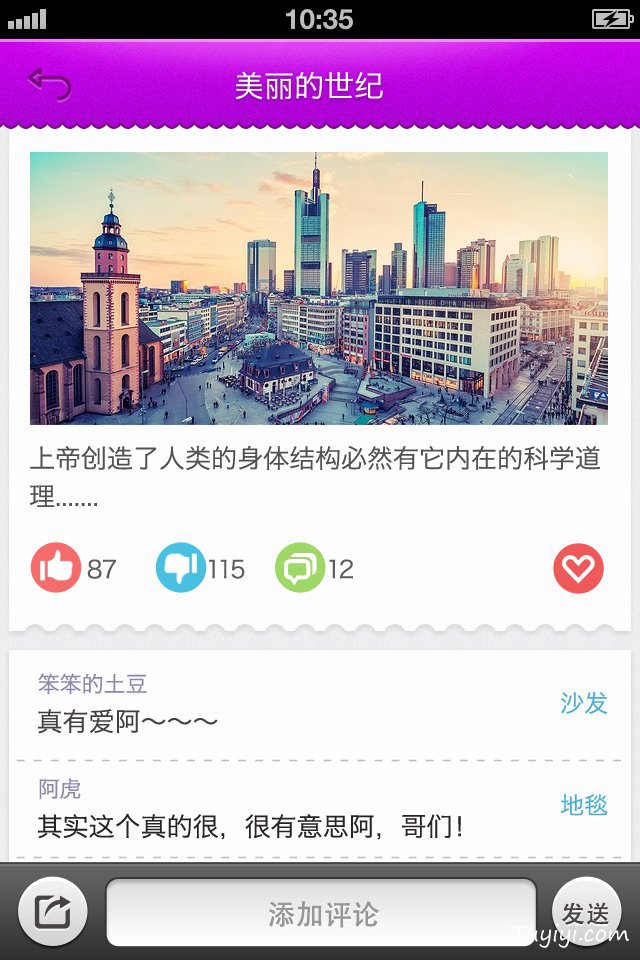 10:35
美丽的世纪
上帝创造了人类的身体结构必然有它内在的科学道
理.......
87 115 12
笨笨的土豆
沙发
真有爱阿～～～
阿虎
地毯
其实这个真的很，很有意思阿，哥们！
添加评论
发送
Tuyiyi.com